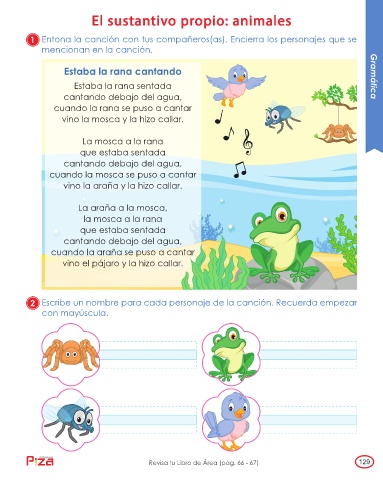 El sustantivo propio: animales
1 Entona la canción con tus compañeros(as). Encierra los personajes que se
mencionan en la canción.
Gramática
Estaba la rana cantando
Estaba la rana sentada
cantando debajo del agua,
cuando la rana se puso a cantar
vino la mosca y la hizo callar.
La mosca a la rana
que estaba sentada
cantando debajo del agua,
cuando la mosca se puso a cantar
vino la araña y la hizo callar.
La araña a la mosca,
la mosca a la rana
que estaba sentada
cantando debajo del agua,
cuando la araña se puso a cantar
vino el pájaro y la hizo callar.
2 Escribe un nombre para cada personaje de la canción. Recuerda empezar
con mayúscula.
Revisa tu Libro de Área (pág. 66 - 67)
129